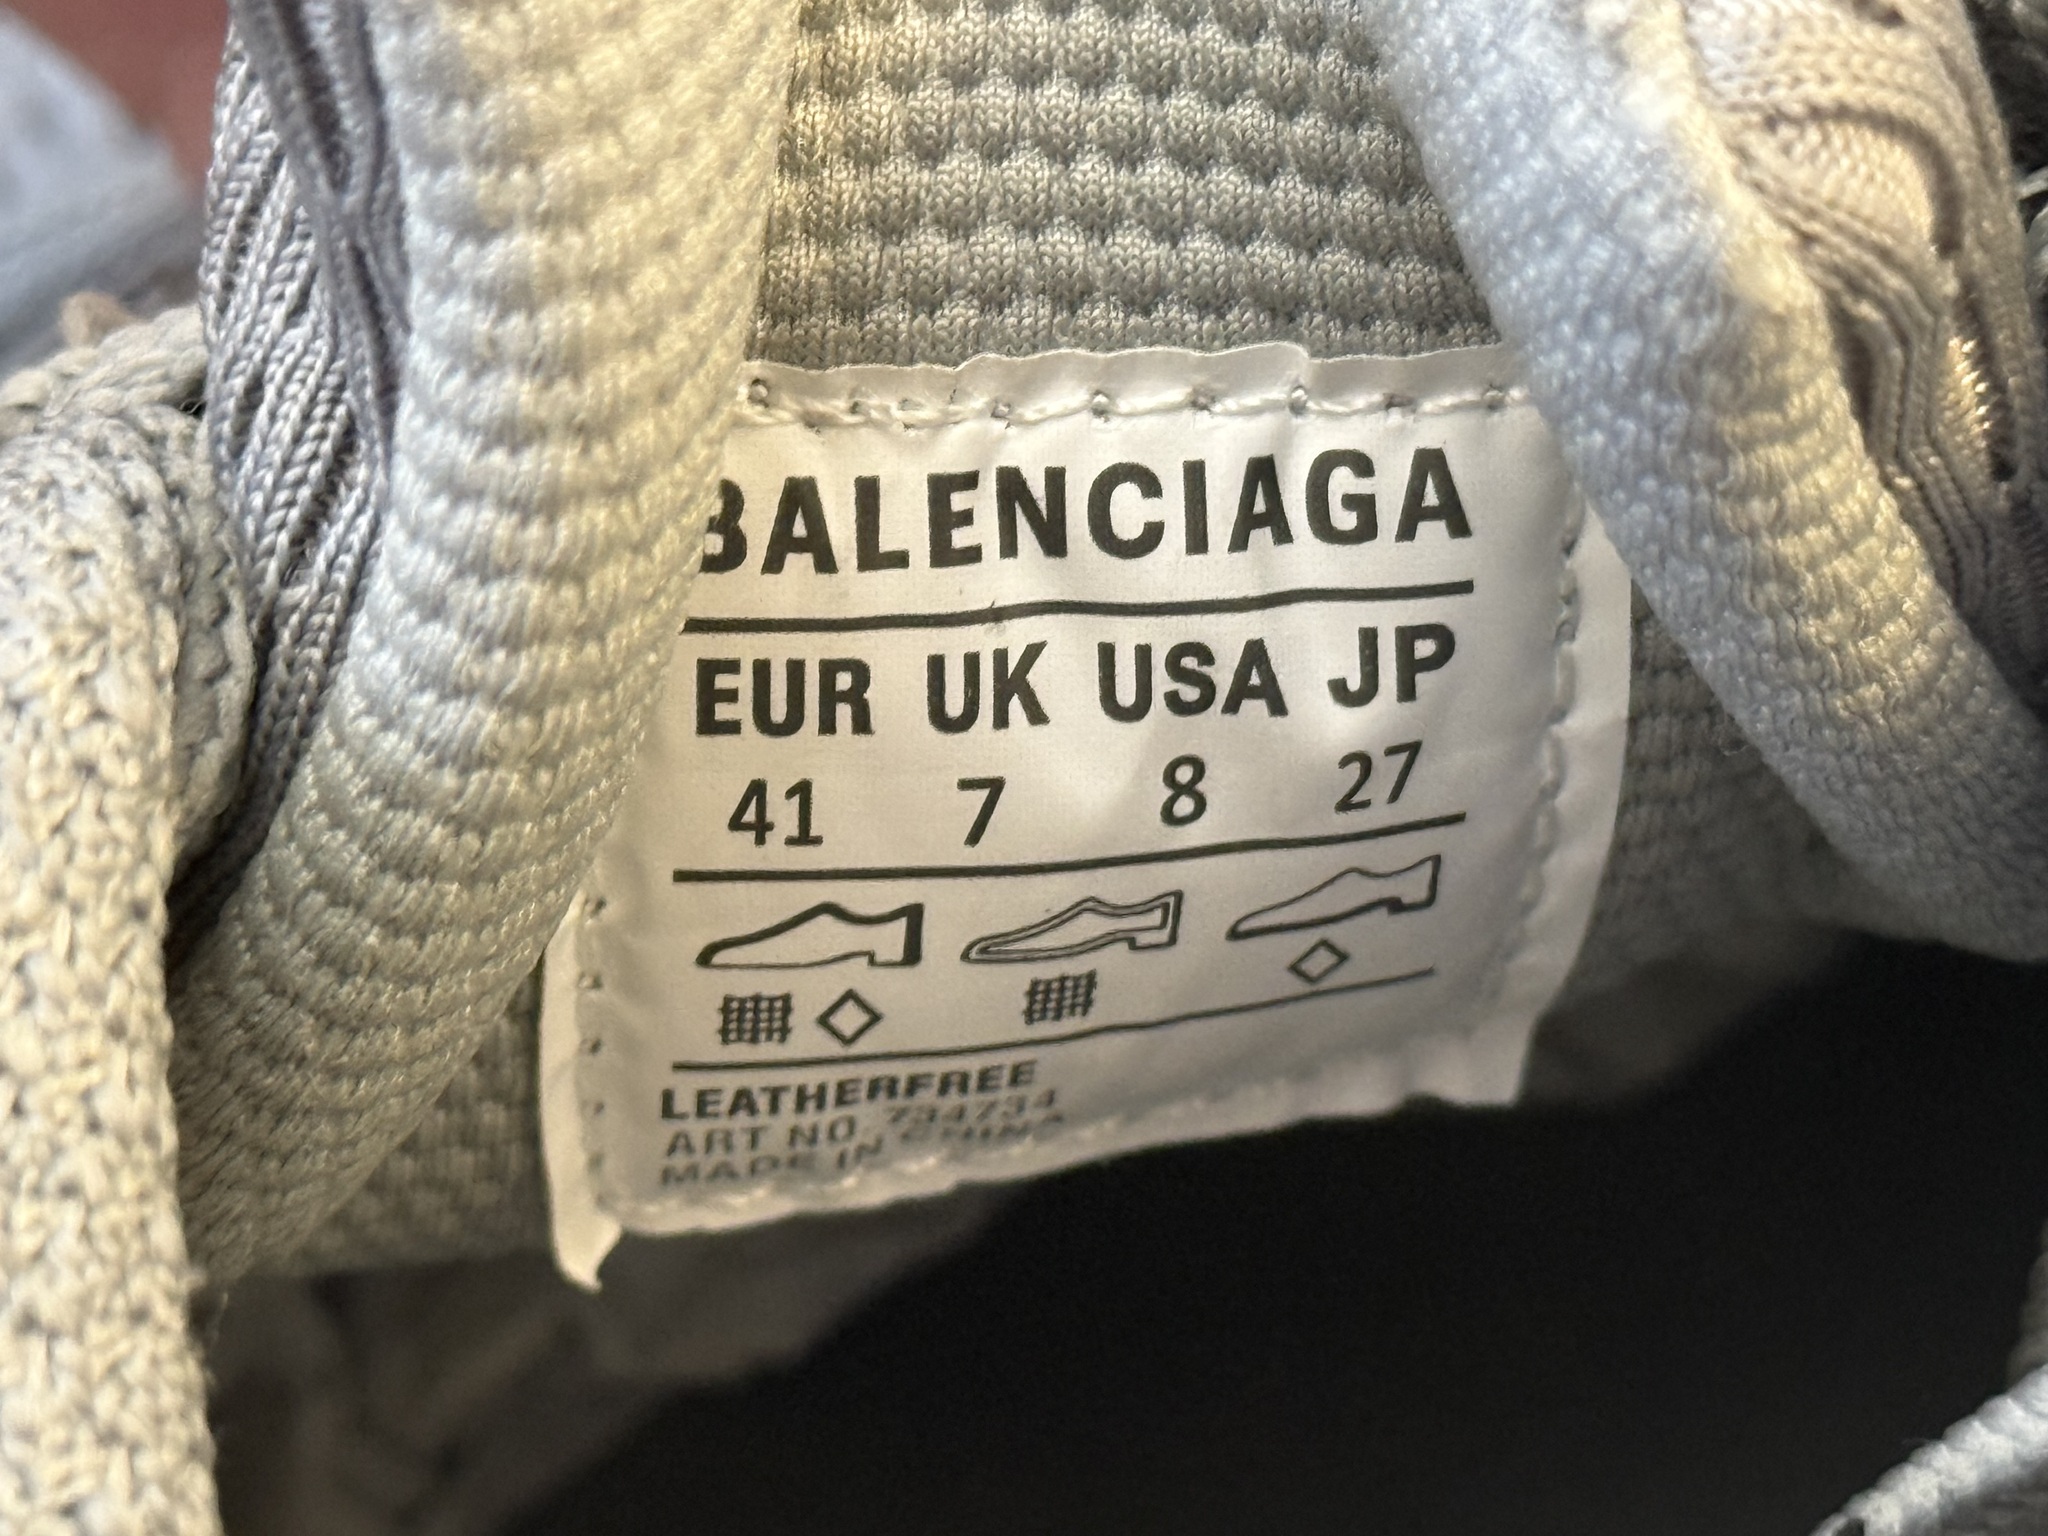 BALENCIAGA
EUR UK USA JP
41 7 8 27
LEATHERFREE
ART NO 734734
MADE IN CHINA